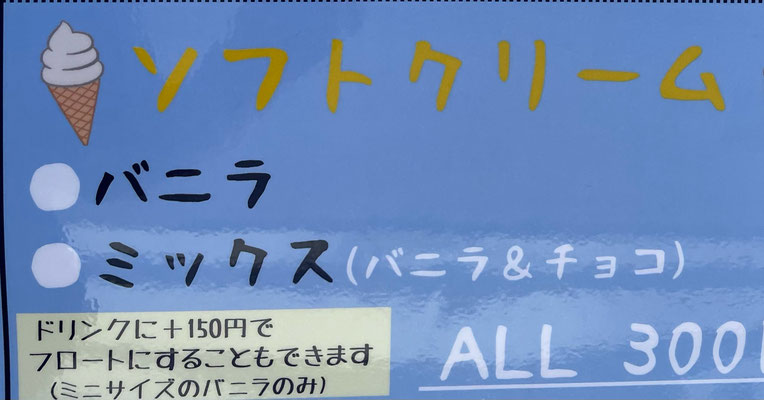 ソフトクリーム
バニラ
ミックス(バニラ&チョコ)
ドリンクに+150円で
フロートにすることもできます
(ミニサイズのバニラのみ)
ALL 300